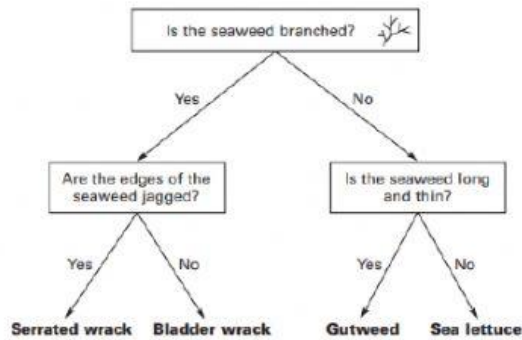 Is the seaweed branched?
Yes
No
Are the edges of the
seaweed jagged?
Is the seaweed long
and thin?
Yes
No
Yes
No
Serrated wrack
Bladder wrack
Gutweed
Sea lettuce